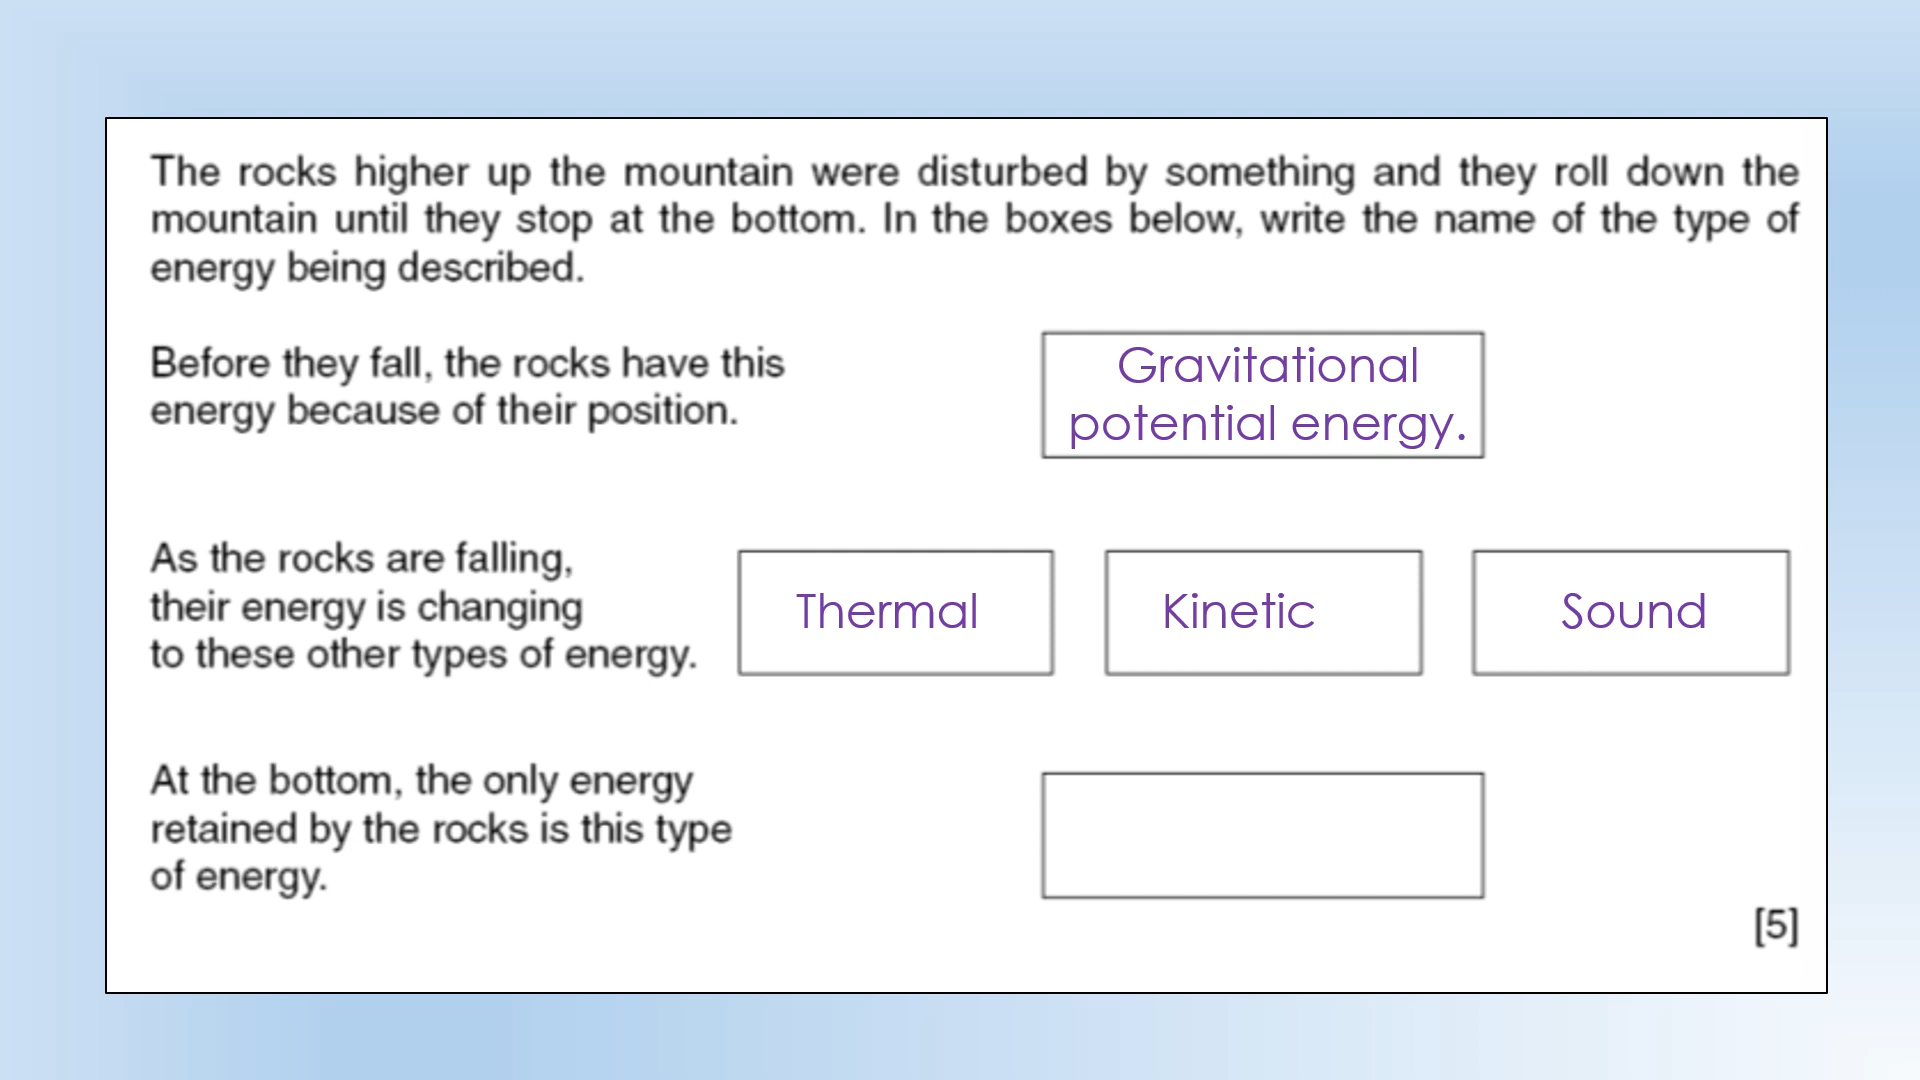 The rocks higher up the mountain were disturbed by something and they roll down the
mountain until they stop at the bottom. In the boxes below, write the name of the type of
energy being described.
Before they fall, the rocks have this
energy because of their position.
Gravitational
potential energy.
As the rocks are falling,
their energy is changing
to these other types of energy.
Thermal
Kinetic
Sound
At the bottom, the only energy
retained by the rocks is this type
of energy.
[5]